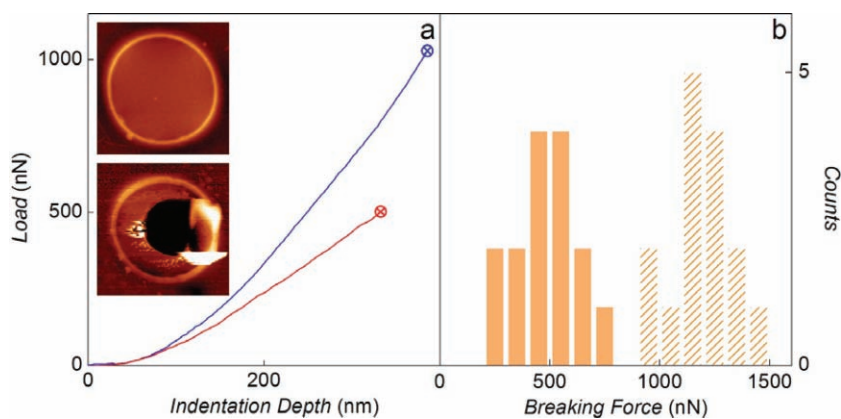 a
b
1000
500
0
Load (nN)
0
200
Indentation Depth (nm)
5
0
Counts
0
500
1000
1500
Breaking Force (nN)